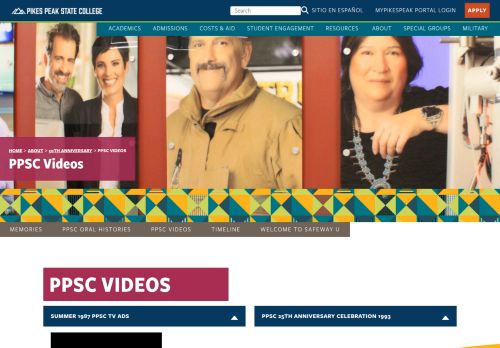 PIKES PEAK STATE COLLEGE
Search
SITIO EN ESPAÑOL
MYPIKESPEAK PORTAL LOGIN
APPLY
ACADEMICS ADMISSIONS COSTS & AID STUDENT ENGAGEMENT RESOURCES ABOUT SPECIAL GROUPS MILITARY
HOME > ABOUT > 50TH ANNIVERSARY > PPSC VIDEOS
PPSC Videos
MEMORIES PPSC ORAL HISTORIES PPSC VIDEOS TIMELINE WELCOME TO SAFEWAY U
PPSC VIDEOS
SUMMER 1987 PPSC TV ADS
PPSC 25TH ANNIVERSARY CELEBRATION 1993